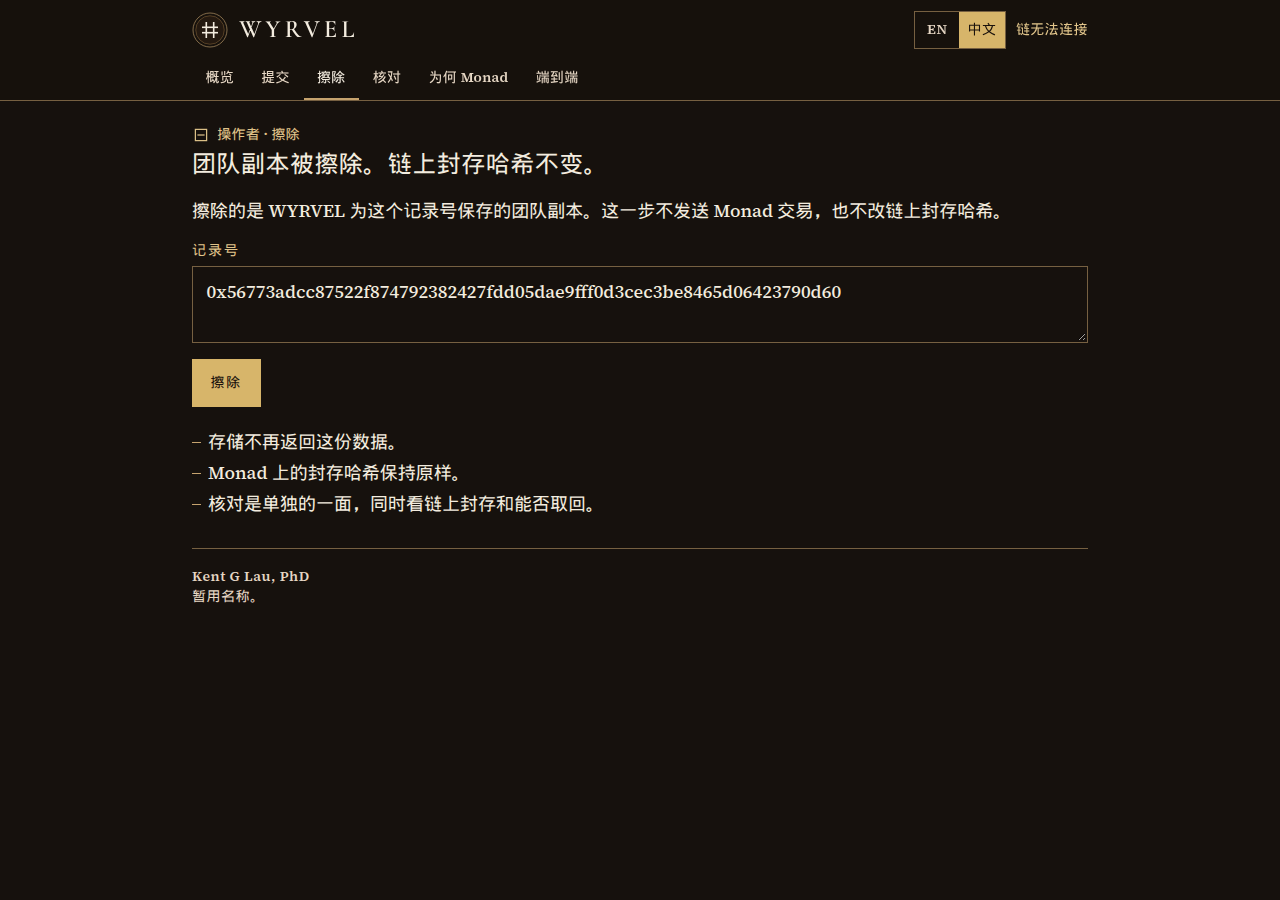 WYRVEL
EN 中文 链无法连接
概览 提交 擦除 核对 为何 Monad 端到端
操作者 · 擦除
团队副本被擦除。链上封存哈希不变。
擦除的是 WYRVEL 为这个记录号保存的团队副本。这一步不发送 Monad 交易，也不改链上封存哈希。
记录号
0x56773adcc87522f874792382427fdd05dae9fff0d3cec3be8465d06423790d60
擦除
– 存储不再返回这份数据。
– Monad 上的封存哈希保持原样。
– 核对是单独的一面，同时看链上封存和能否取回。
Kent G Lau, PhD
暂用名称。